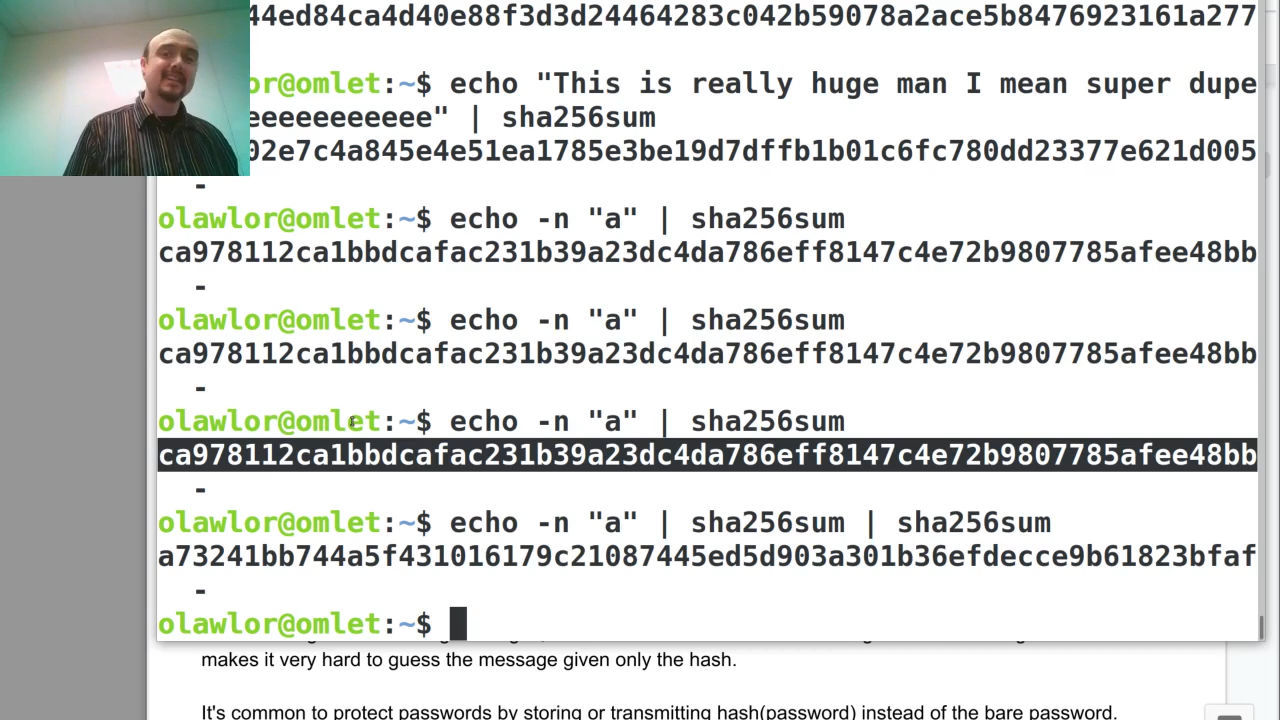 44ed84ca4d40e88f3d3d24464283c042b59078a2ace5b8476923161a277
or@omlet:~$ echo "This is really huge man I mean super dupe
eeeeeeeeeee" | sha256sum
02e7c4a845e4e51ea1785e3be19d7dffb1b01c6fc780dd23377e621d005
-
olawlor@omlet:~$ echo -n "a" | sha256sum
ca978112ca1bbdcafac231b39a23dc4da786eff8147c4e72b9807785afee48bb
-
olawlor@omlet:~$ echo -n "a" | sha256sum
ca978112ca1bbdcafac231b39a23dc4da786eff8147c4e72b9807785afee48bb
-
olawlor@omlet:~$ echo -n "a" | sha256sum
ca978112ca1bbdcafac231b39a23dc4da786eff8147c4e72b9807785afee48bb
-
olawlor@omlet:~$ echo -n "a" | sha256sum | sha256sum
a73241bb744a5f431016179c21087445ed5d903a301b36efdecce9b61823bfaf
-
olawlor@omlet:~$
makes it very hard to guess the message given only the hash.
It's common to protect passwords by storing or transmitting hash(password) instead of the bare password.